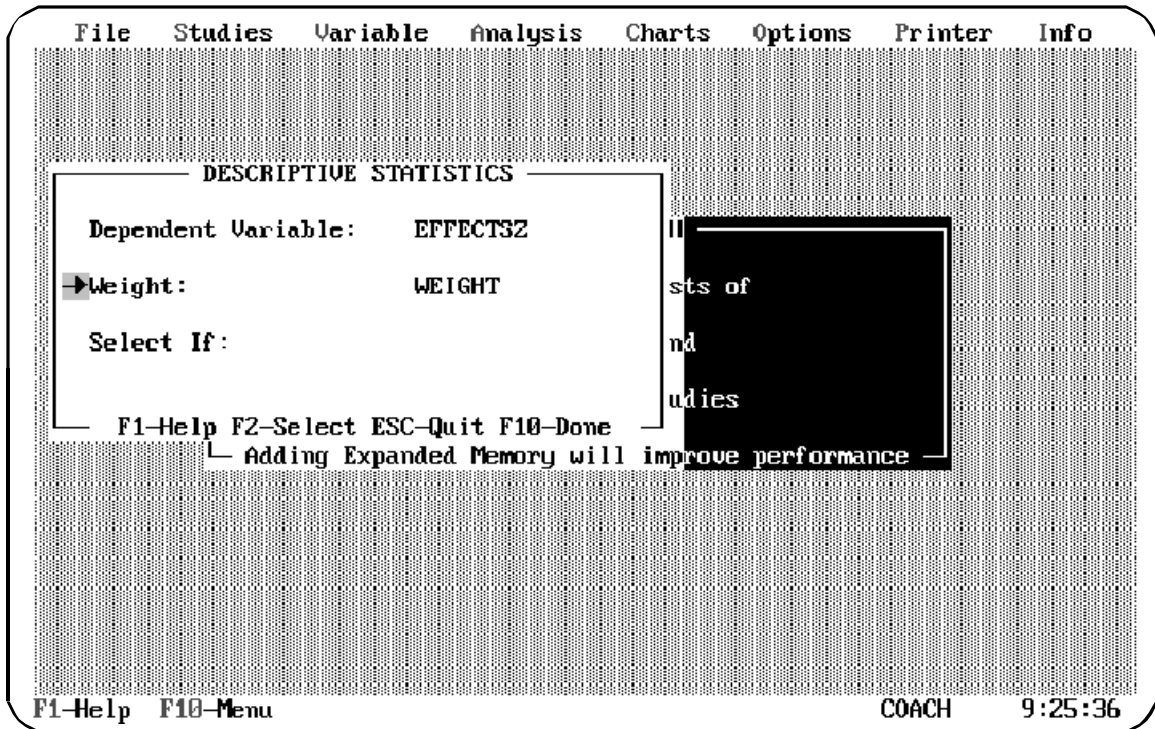 File Studies Variable Analysis Charts Options Printer Info
DESCRIPTIVE STATISTICS
Dependent Variable: EFFECTSZ
Weight: WEIGHT
sts of
Select If:
nd
udies
F1-Help F2-Select ESC-Quit F10-Done
Adding Expanded Memory will improve performance
F1-Help F10-Menu COACH 9:25:36